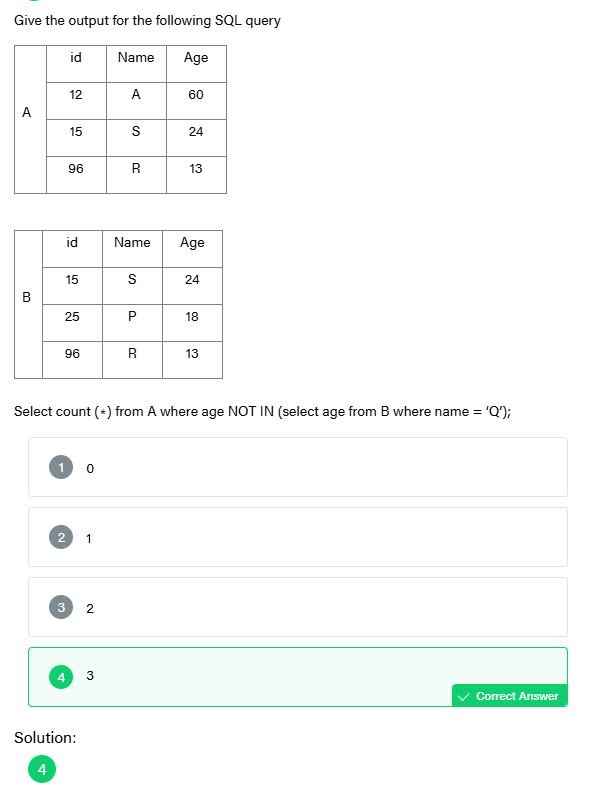 Give the output for the following SQL query
id Name Age
12 A 60
A
15 S 24
96 R 13
id Name Age
15 S 24
B
25 P 18
96 R 13
Select count (*) from A where age NOT IN (select age from B where name = ‘Q’);
1 0
2 1
3 2
4 3
Correct Answer
Solution:
4